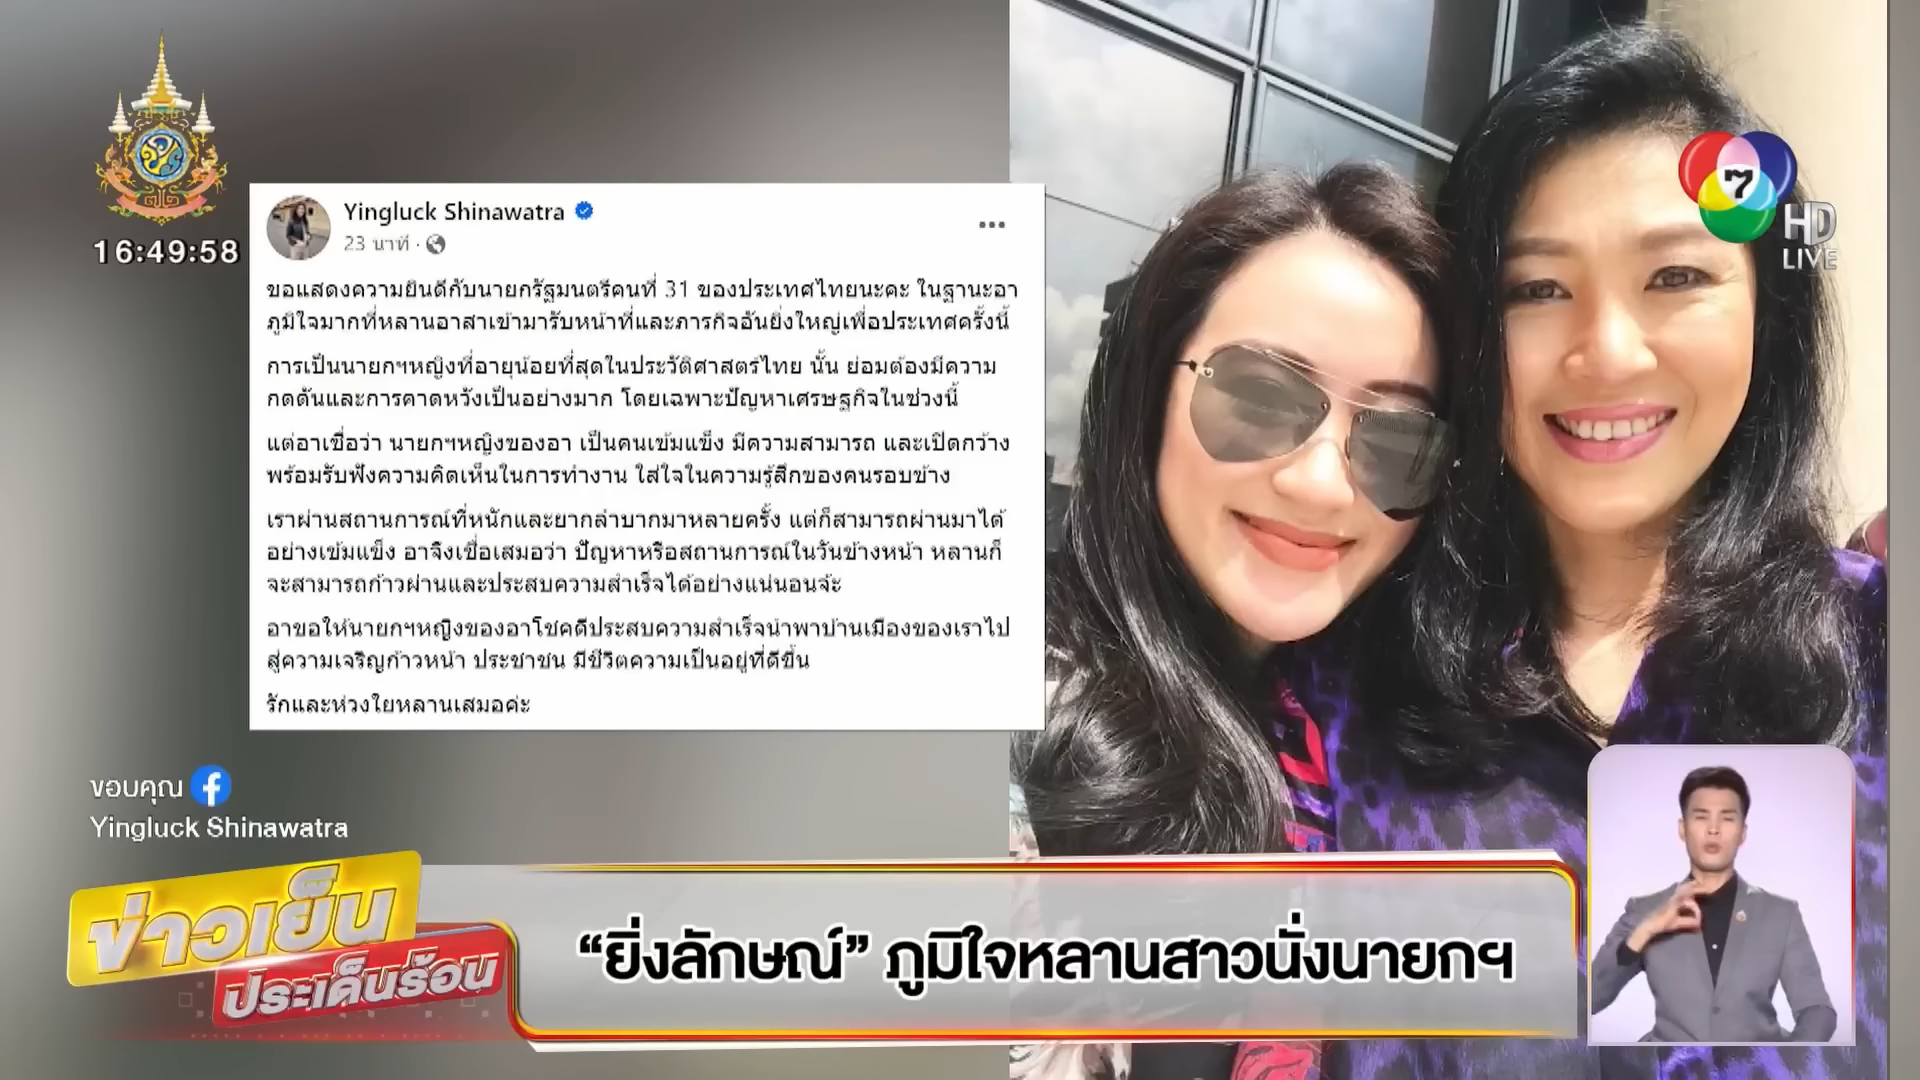 16:49:58
Yingluck Shinawatra
23 นาที ·
ขอแสดงความยินดีกับนายกรัฐมนตรีคนที่ 31 ของประเทศไทยนะคะ ในฐานะอา
ภูมิใจมากที่หลานอาสาเข้ามารับหน้าที่และภารกิจอันยิ่งใหญ่เพื่อประเทศครั้งนี้
การเป็นนายกฯหญิงที่อายุน้อยที่สุดในประวัติศาสตร์ไทย นั้น ย่อมต้องมีความ
กดดันและการคาดหวังเป็นอย่างมาก โดยเฉพาะปัญหาเศรษฐกิจในช่วงนี้
แต่อาเชื่อว่า นายกฯหญิงของอา เป็นคนเข้มแข็ง มีความสามารถ และเปิดกว้าง
พร้อมรับฟังความคิดเห็นในการทำงาน ใส่ใจในความรู้สึกของคนรอบข้าง
เราผ่านสถานการณ์ที่หนักและยากลำบากมาหลายครั้ง แต่ก็สามารถผ่านมาได้
อย่างเข้มแข็ง อาจึงเชื่อเสมอว่า ปัญหาหรือสถานการณ์ในวันข้างหน้า หลานก็
จะสามารถก้าวผ่านและประสบความสำเร็จได้อย่างแน่นอนจ้ะ
อาขอให้นายกฯหญิงของอาโชคดีประสบความสำเร็จนำพาบ้านเมืองของเราไป
สู่ความเจริญก้าวหน้า ประชาชน มีชีวิตความเป็นอยู่ที่ดีขึ้น
รักและห่วงใยหลานเสมอค่ะ
7
HD
LIVE
ขอบคุณ
Yingluck Shinawatra
ข่าวเย็น
ประเด็นร้อน
“ยิ่งลักษณ์” ภูมิใจหลานสาวนั่งนายกฯ